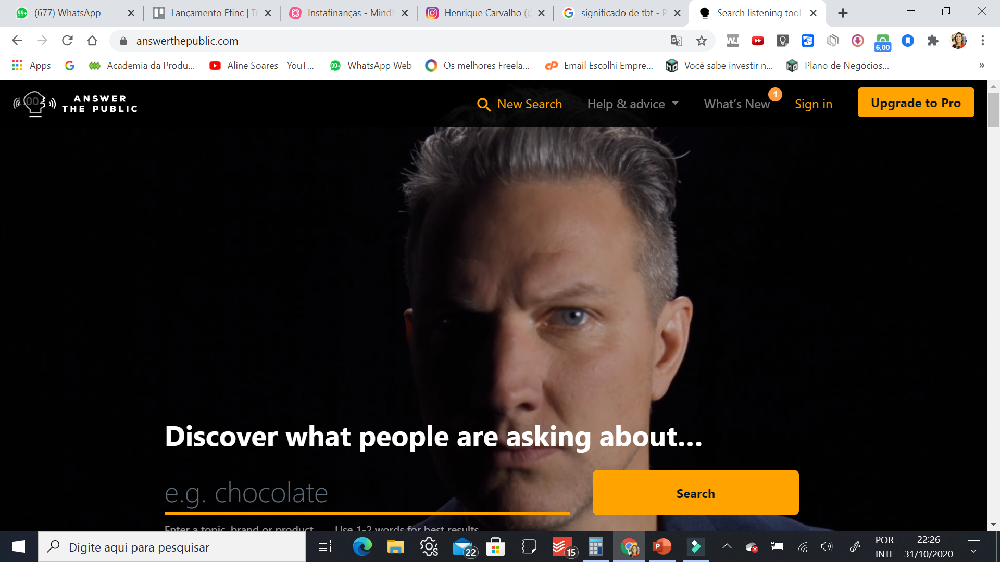 (677) WhatsApp
Lançamento Efinc | Tr
Instafinanças - MindM
Henrique Carvalho (@
significado de tbt - P
Search listening tool
answerthepublic.com
6,00
Apps
Academia da Produ...
Aline Soares - YouT...
WhatsApp Web
Os melhores Freela...
Email Escolhi Empre...
Você sabe investir n...
Plano de Negócios...
»
ANSWER
THE PUBLIC
New Search
Help & advice
What's New
1
Sign in
Upgrade to Pro
Discover what people are asking about...
e.g. chocolate
Search
Enter a topic, brand or product
Use 1-2 words for best results
Digite aqui para pesquisar
22
15
POR
INTL
22:26
31/10/2020